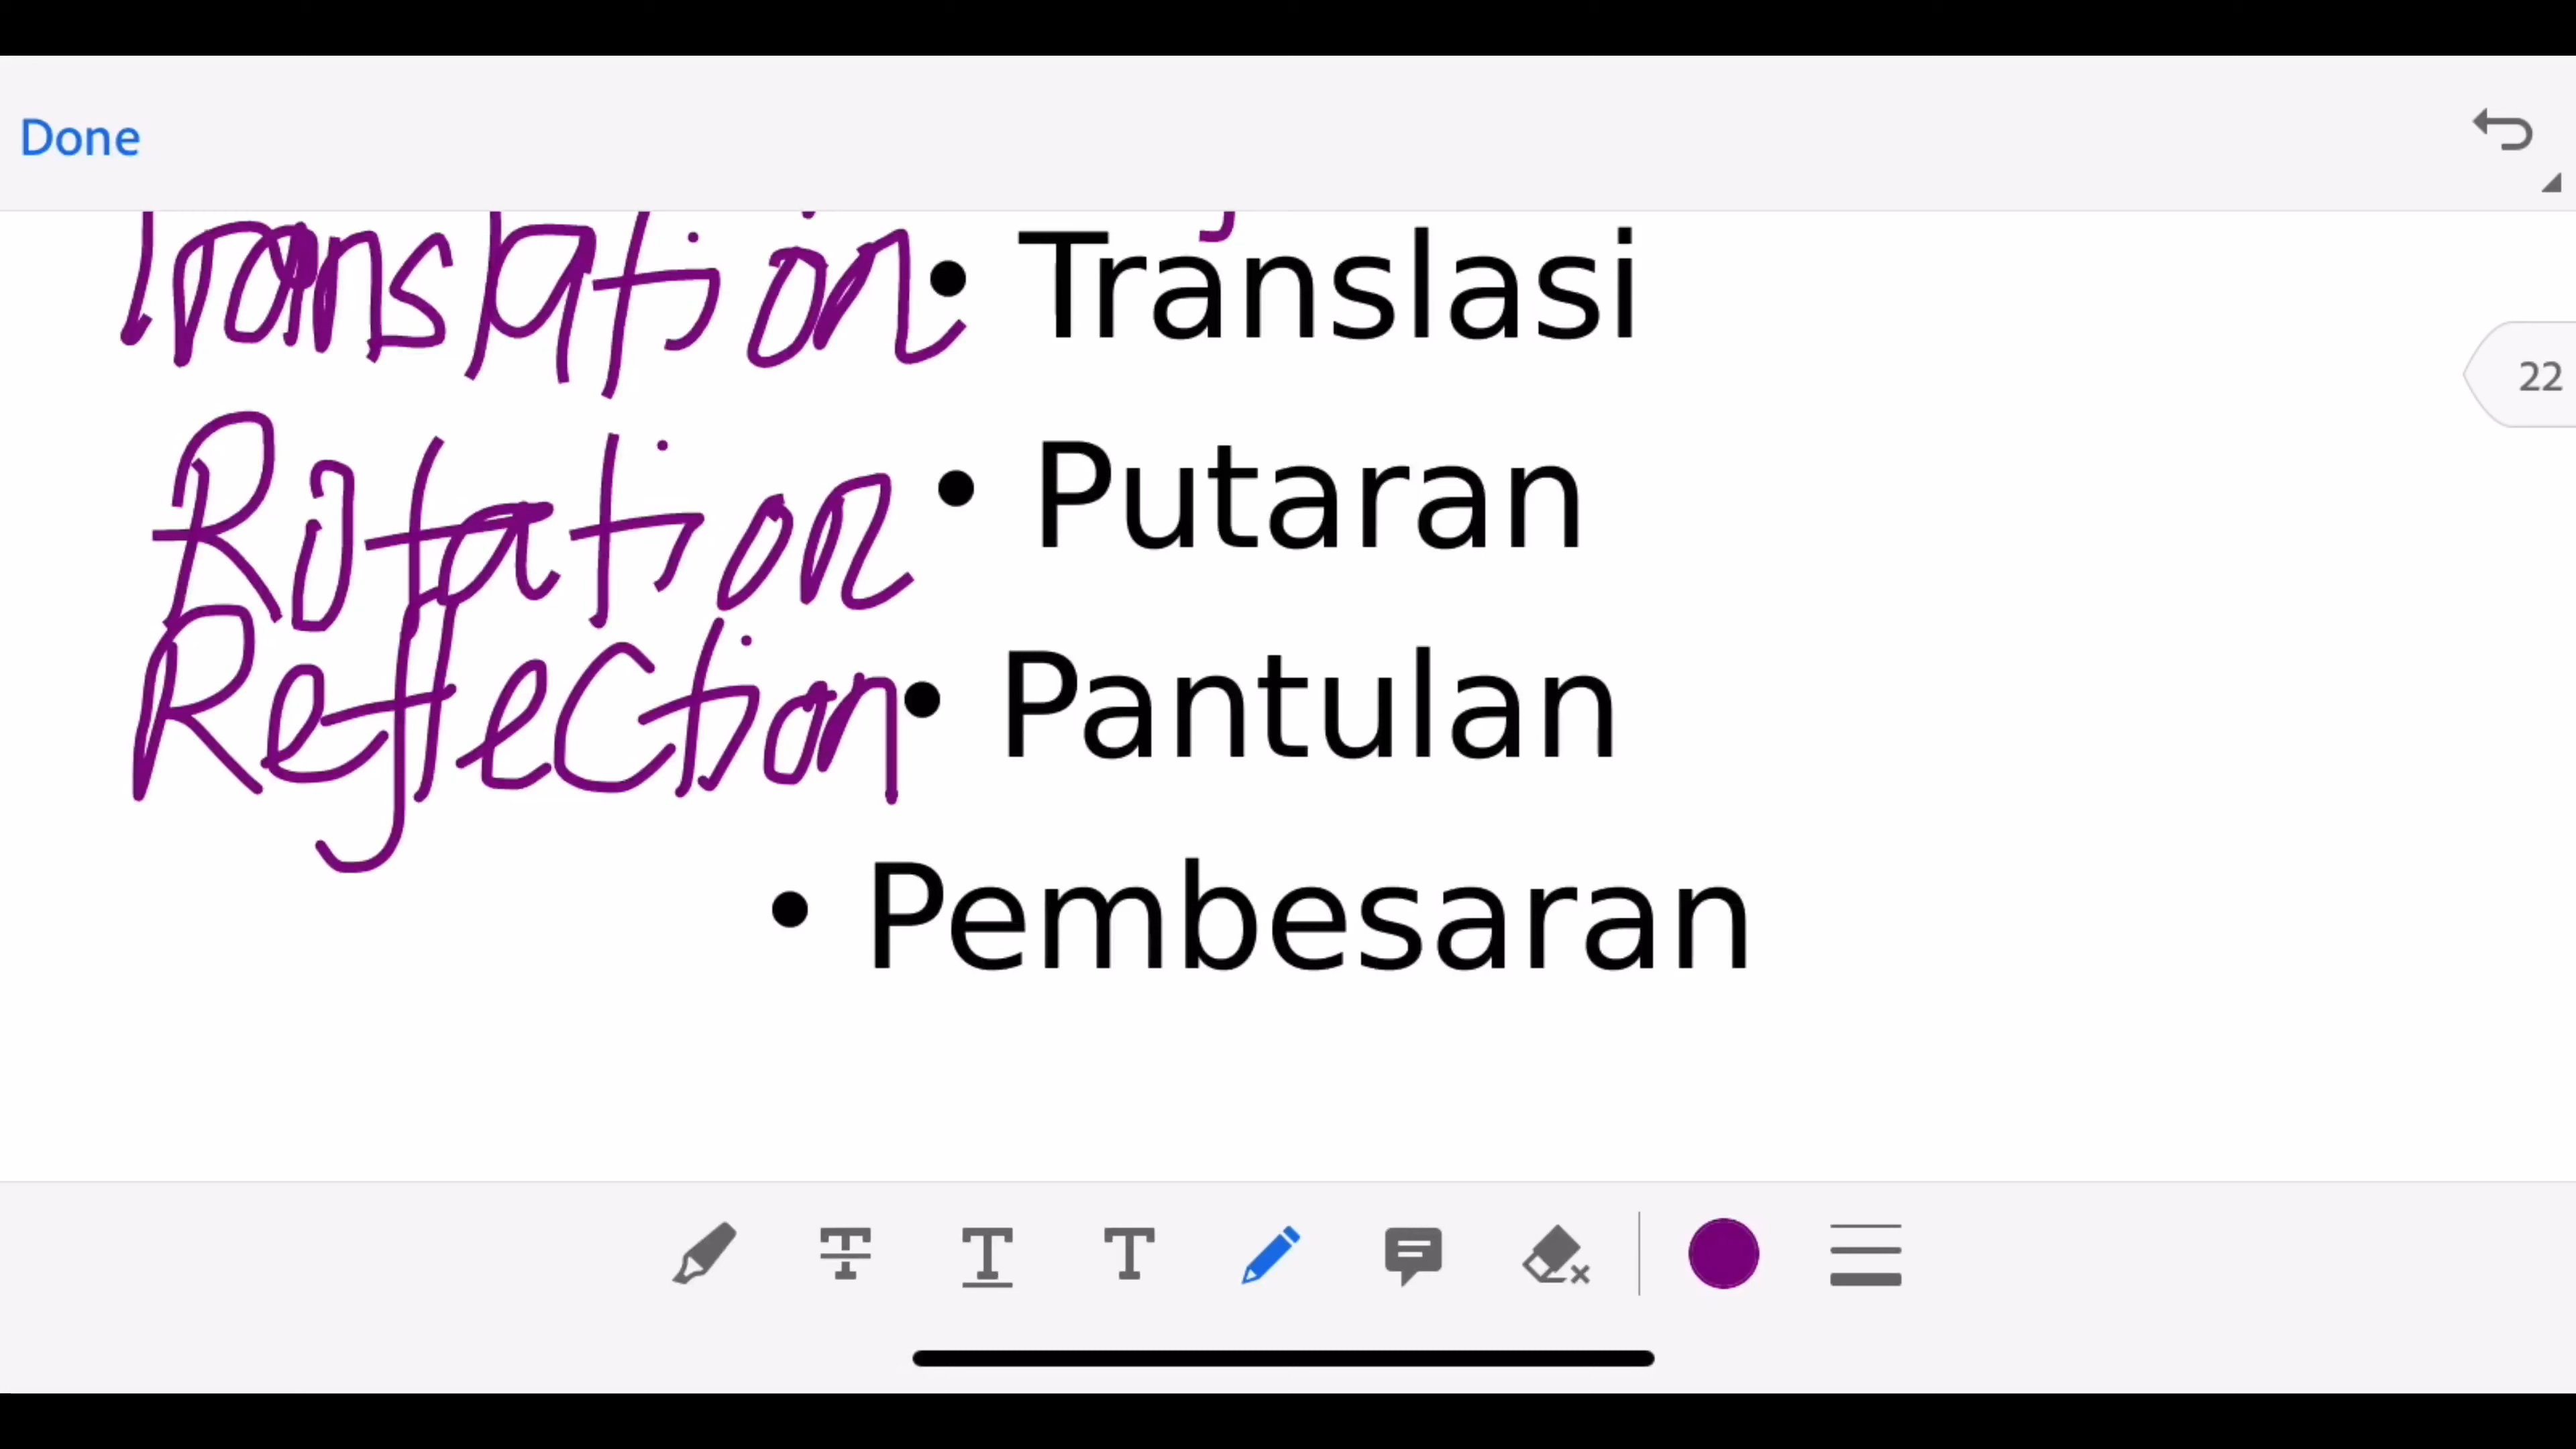 Done
Translation • Translasi
22
Rotation • Putaran
Reflection • Pantulan
• Pembesaran